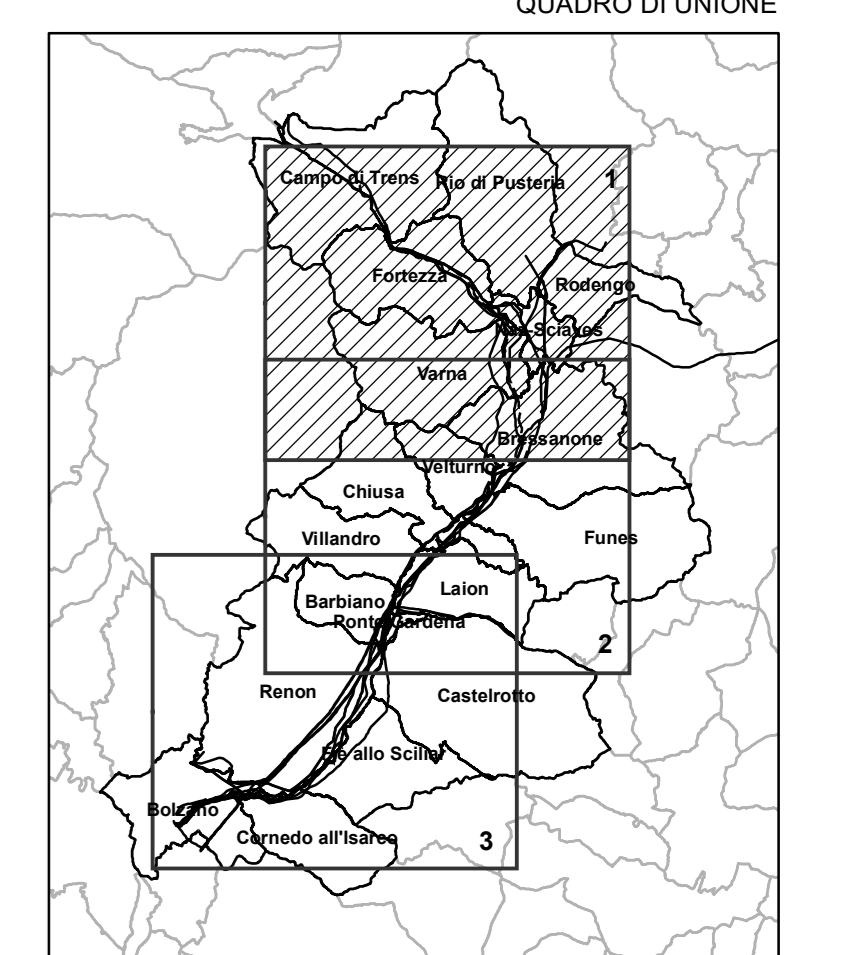 QUADRO DI UNIONE
Campo di Trens
Rio di Pusteria
1
Fortezza
Rodengo
Varna
Bressanone
Velturno
Chiusa
Villandro
Funes
Laion
Barbiano
Ponte Gardena
2
Renon
Castelrotto
Fie allo Sciliar
Bolzano
Cornedo all'Isarco
3